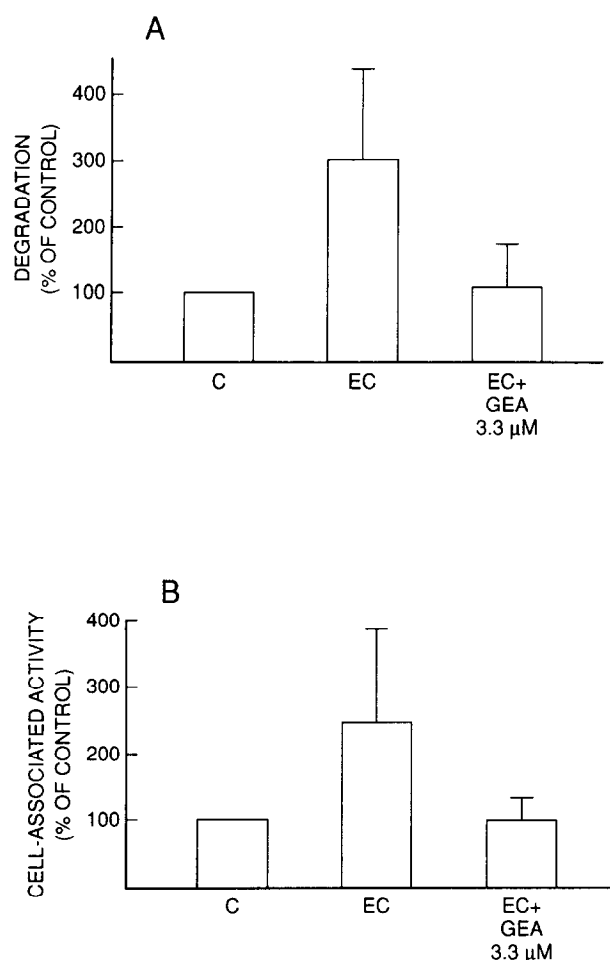 A
DEGRADATION
(% OF CONTROL)
400
300
200
100
C
EC
EC+
GEA
3.3 μM
B
CELL-ASSOCIATED ACTIVITY
(% OF CONTROL)
400
300
200
100
C
EC
EC+
GEA
3.3 μM